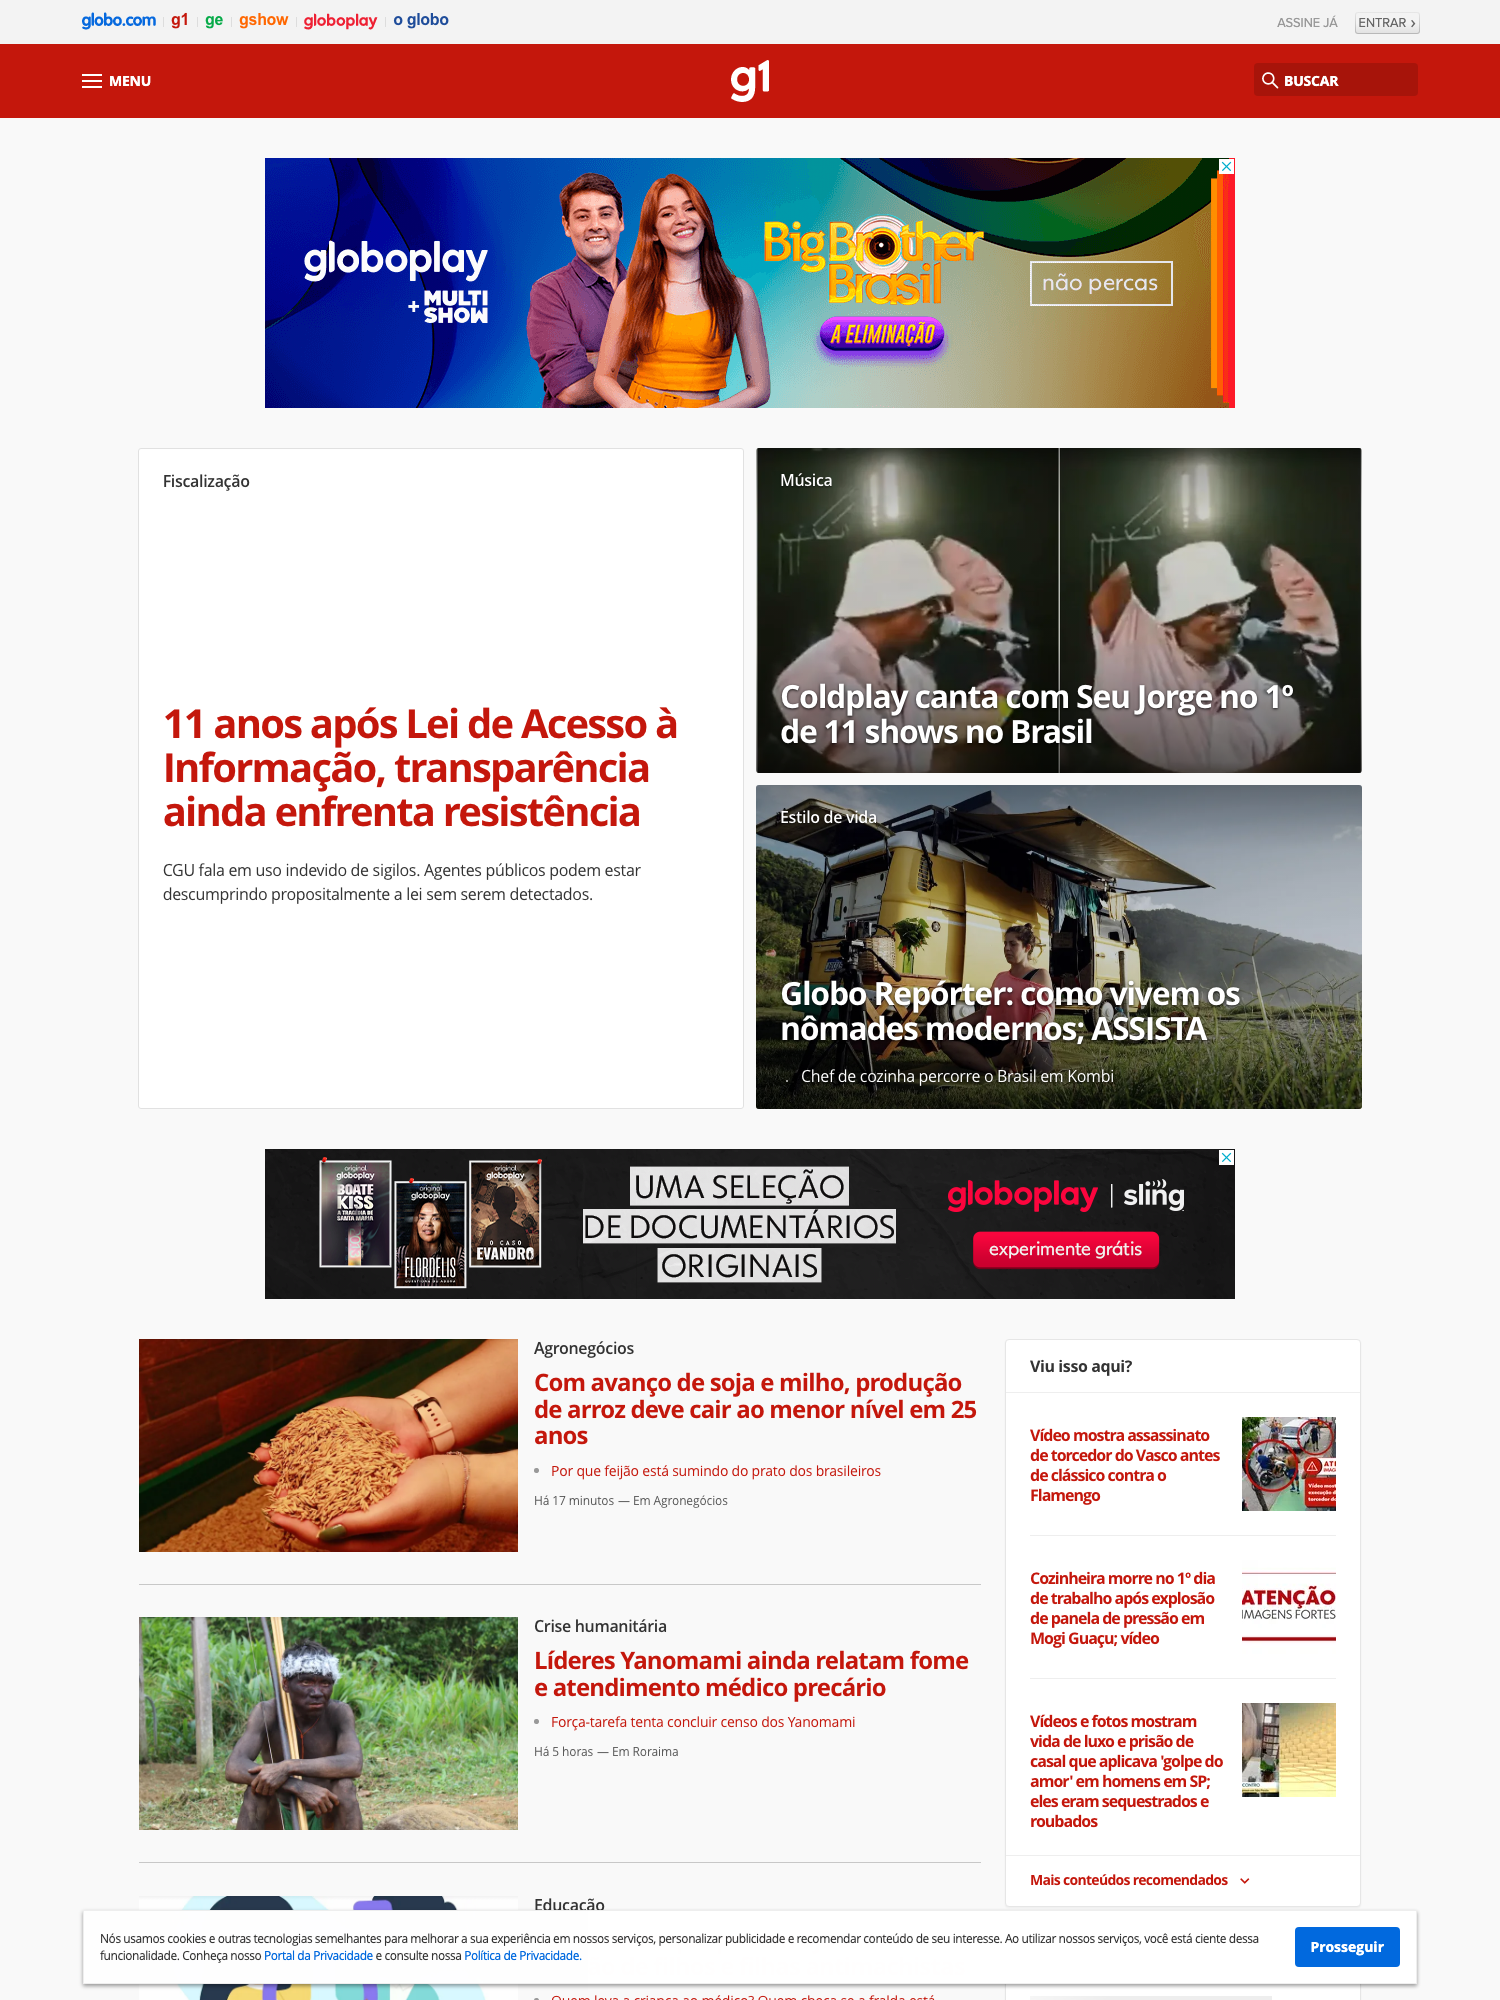 globo.com g1 ge gshow globoplay o globo
ASSINE JÁ ENTRAR ›
MENU
g1
BUSCAR
globoplay
+ MULTI SHOW
Big Brother Brasil
A ELIMINAÇÃO
não percas
Fiscalização
11 anos após Lei de Acesso à
Informação, transparência
ainda enfrenta resistência
CGU fala em uso indevido de sigilos. Agentes públicos podem estar
descumprindo propositalmente a lei sem serem detectados.
Música
Coldplay canta com Seu Jorge no 1º
de 11 shows no Brasil
Estilo de vida
Globo Repórter: como vivem os
nômades modernos; ASSISTA
. Chef de cozinha percorre o Brasil em Kombi
original
globoplay
BOATE
KISS
A TRAGÉDIA DE
SANTA MARIA
original
globoplay
FLORDELIS
original
globoplay
O CASO
EVANDRO
UMA SELEÇÃO
DE DOCUMENTÁRIOS
ORIGINAIS
globoplay | sling
experimente grátis
Agronegócios
Com avanço de soja e milho, produção
de arroz deve cair ao menor nível em 25
anos
Por que feijão está sumindo do prato dos brasileiros
Há 17 minutos — Em Agronegócios
Crise humanitária
Líderes Yanomami ainda relatam fome
e atendimento médico precário
Força-tarefa tenta concluir censo dos Yanomami
Há 5 horas — Em Roraima
Educação
Viu isso aqui?
Vídeo mostra assassinato
de torcedor do Vasco antes
de clássico contra o
Flamengo
Cozinheira morre no 1º dia
de trabalho após explosão
de panela de pressão em
Mogi Guaçu; vídeo
ATENÇÃO
IMAGENS FORTES
Vídeos e fotos mostram
vida de luxo e prisão de
casal que aplicava 'golpe do
amor' em homens em SP;
eles eram sequestrados e
roubados
Mais conteúdos recomendados
Nós usamos cookies e outras tecnologias semelhantes para melhorar a sua experiência em nossos serviços, personalizar publicidade e recomendar conteúdo de seu interesse. Ao utilizar nossos serviços, você está ciente dessa
funcionalidade. Conheça nosso Portal da Privacidade e consulte nossa Política de Privacidade.
Prosseguir
Quem leva a criança ao médico? Quem checa se a fralda está